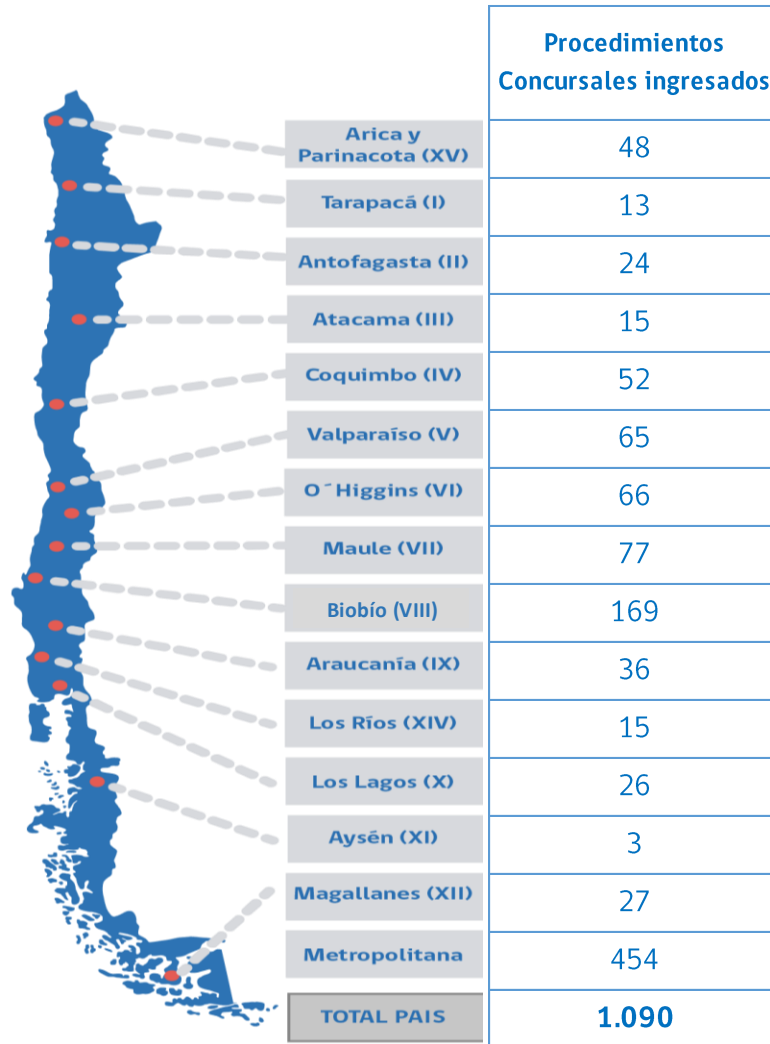 Procedimientos
Concursales ingresados
Arica y
Parinacota (XV)
48
Tarapacá (I)
13
Antofagasta (II)
24
Atacama (III)
15
Coquimbo (IV)
52
Valparaíso (V)
65
O´Higgins (VI)
66
Maule (VII)
77
Biobío (VIII)
169
Araucanía (IX)
36
Los Ríos (XIV)
15
Los Lagos (X)
26
Aysén (XI)
3
Magallanes (XII)
27
Metropolitana
454
TOTAL PAIS
1.090